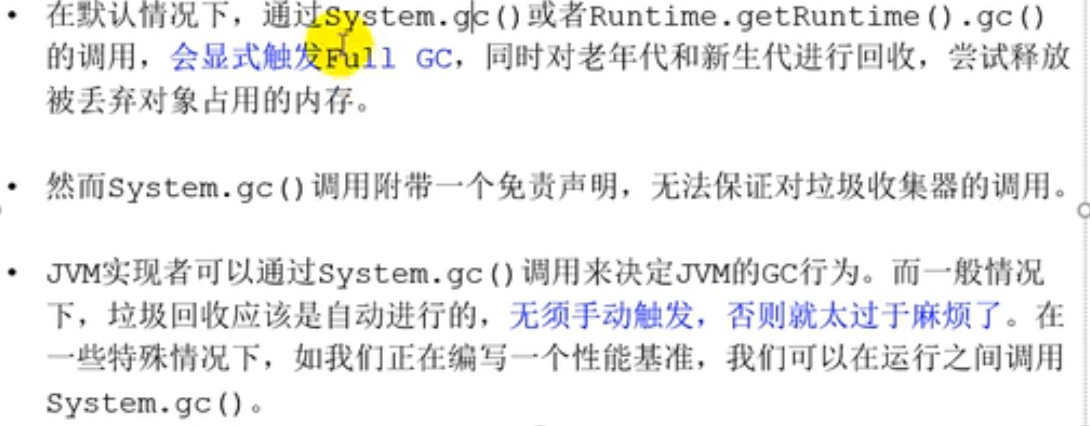 • 在默认情况下，通过System.gc()或者Runtime.getRuntime().gc()
的调用，会显式触发Full GC，同时对老年代和新生代进行回收，尝试释放
被丢弃对象占用的内存。
• 然而System.gc()调用附带一个免责声明，无法保证对垃圾收集器的调用。
• JVM实现者可以通过System.gc()调用来决定JVM的GC行为。而一般情况
下，垃圾回收应该是自动进行的，无须手动触发，否则就太过于麻烦了。在
一些特殊情况下，如我们正在编写一个性能基准，我们可以在运行之间调用
System.gc()。